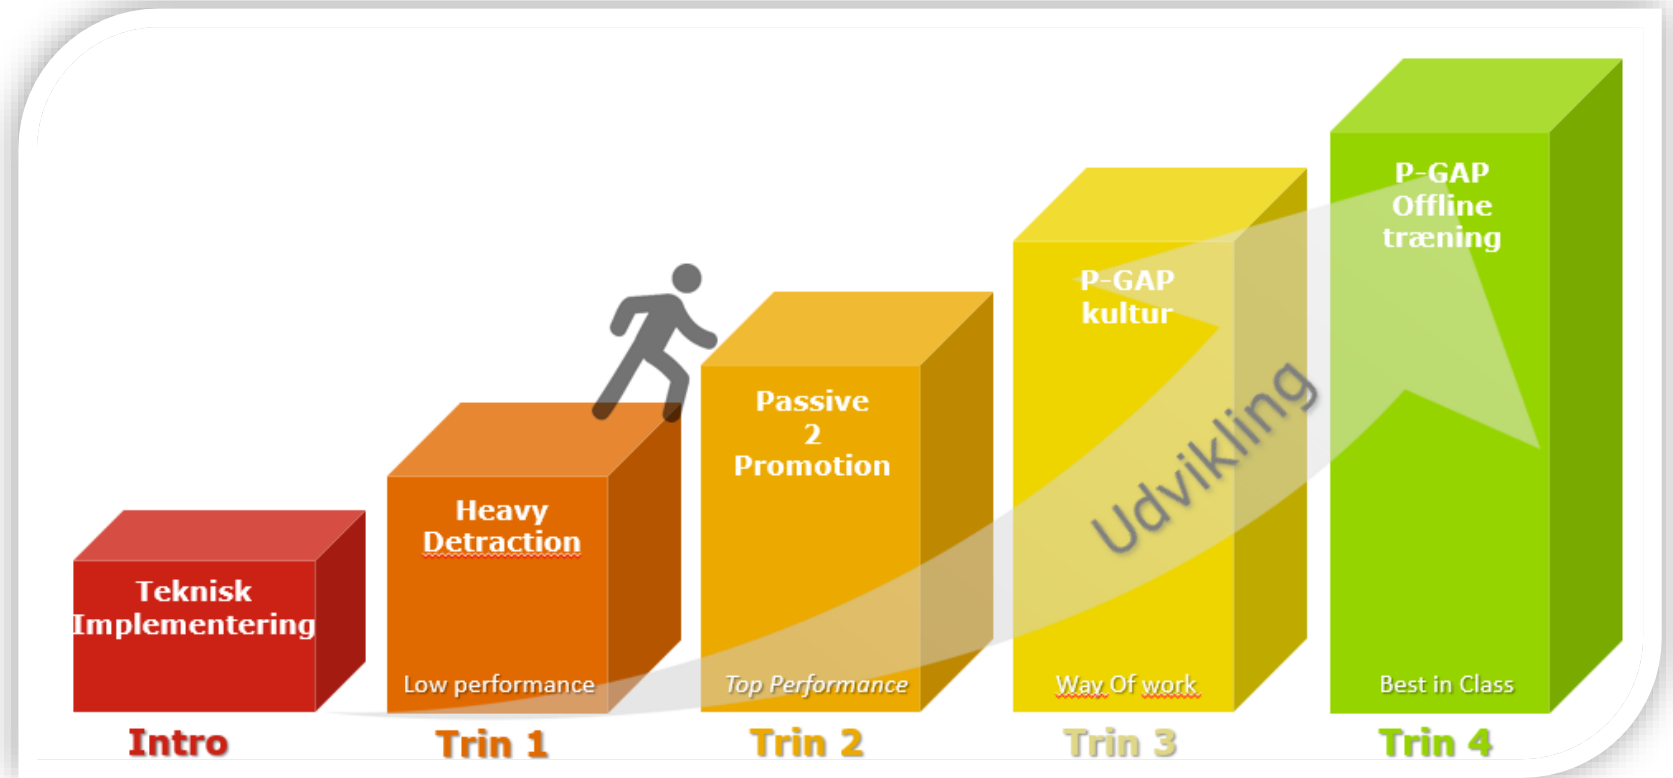 Teknisk
Implementering
Intro
Heavy
Detraction
Low performance
Trin 1
Passive
2
Promotion
Top Performance
Trin 2
P-GAP
kultur
Way Of work
Trin 3
P-GAP
Offline
træning
Best in Class
Trin 4
Udvikling